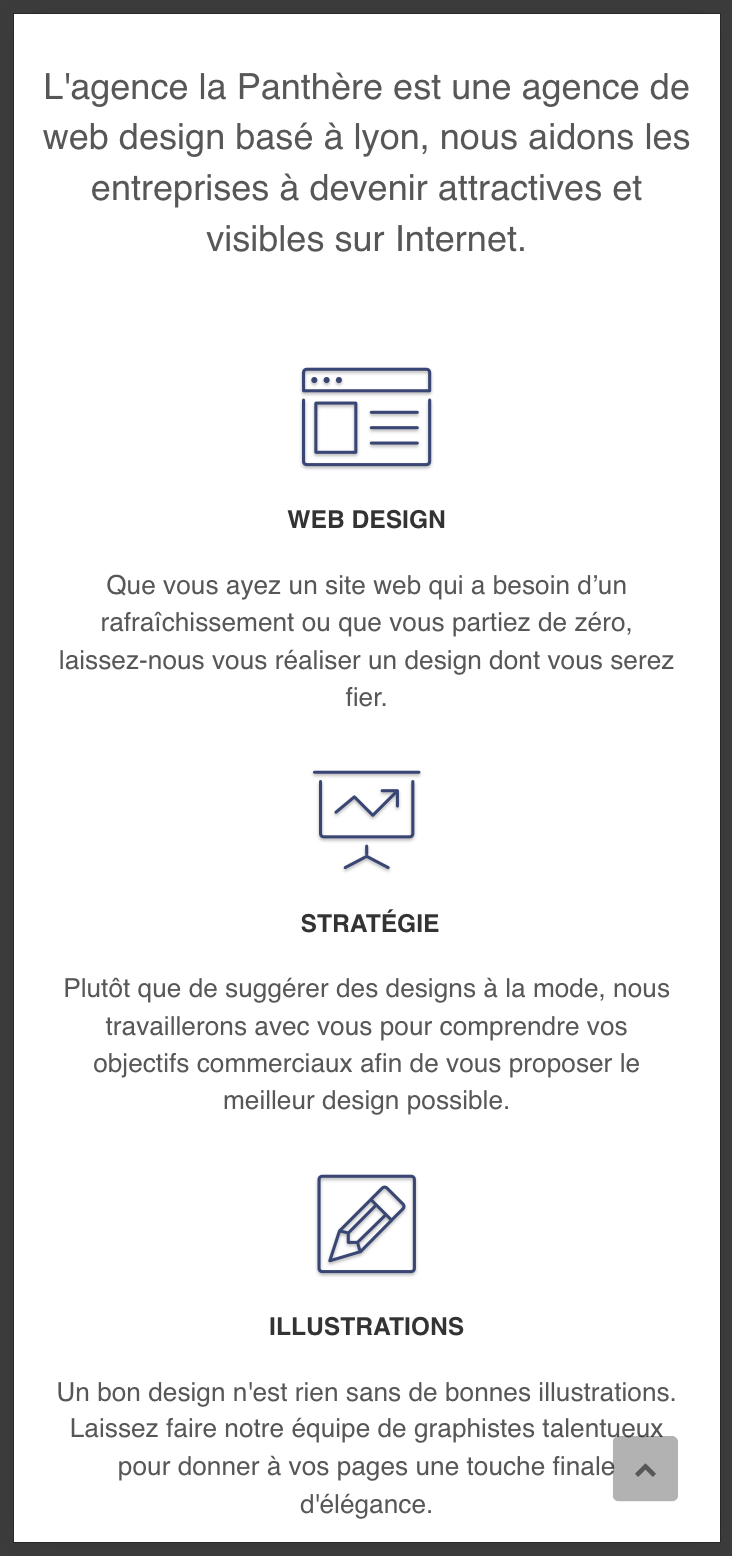 L'agence la Panthère est une agence de
web design basé à lyon, nous aidons les
entreprises à devenir attractives et
visibles sur Internet.
WEB DESIGN
Que vous ayez un site web qui a besoin d’un
rafraîchissement ou que vous partiez de zéro,
laissez-nous vous réaliser un design dont vous serez
fier.
STRATÉGIE
Plutôt que de suggérer des designs à la mode, nous
travaillerons avec vous pour comprendre vos
objectifs commerciaux afin de vous proposer le
meilleur design possible.
ILLUSTRATIONS
Un bon design n'est rien sans de bonnes illustrations.
Laissez faire notre équipe de graphistes talentueux
pour donner à vos pages une touche finale
d'élégance.